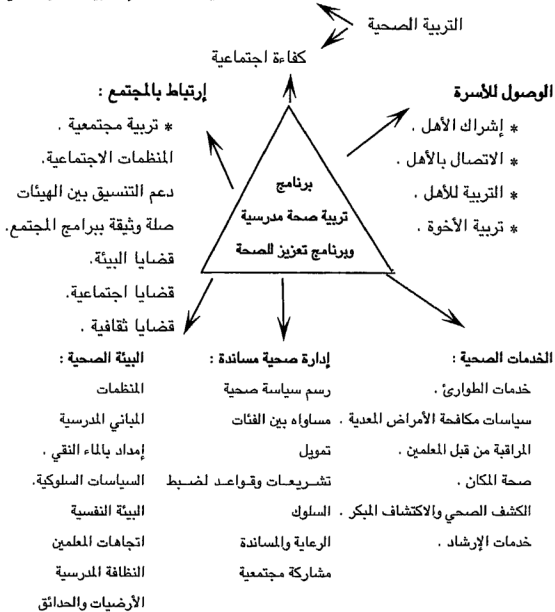 التربية الصحية
كفاءة اجتماعية
الوصول للأسرة
* إشراك الأهل .
* الاتصال بالأهل .
* التربية للأهل .
* تربية الأخوة .
إرتباط بالمجتمع :
* تربية مجتمعية .
المنظمات الاجتماعية.
دعم التنسيق بين الهيئات
صلة وثيقة ببرامج المجتمع.
قضايا البيئة.
قضايا اجتماعية.
قضايا ثقافية .
برنامج
تربية صحة مدرسية
وبرنامج تعزيز للصحة
الخدمات الصحية :
خدمات الطوارئ .
سياسات مكافحة الأمراض المعدية .
المراقبة من قبل المعلمين .
صحة المكان .
الكشف الصحي والاكتشاف المبكر .
خدمات الإرشاد .
إدارة صحية مساندة :
رسم سياسة صحية
مساواه بين الفئات
تمويل
تشريعات وقواعد لضبط
السلوك
الرعاية والمساندة
مشاركة مجتمعية
البيئة الصحية :
المنظمات
المباني المدرسية
إمداد بالماء النقي .
السياسات السلوكية.
البيئة النفسية
اتجاهات المعلمين
النظافة المدرسية
الأرضيات والحدائق